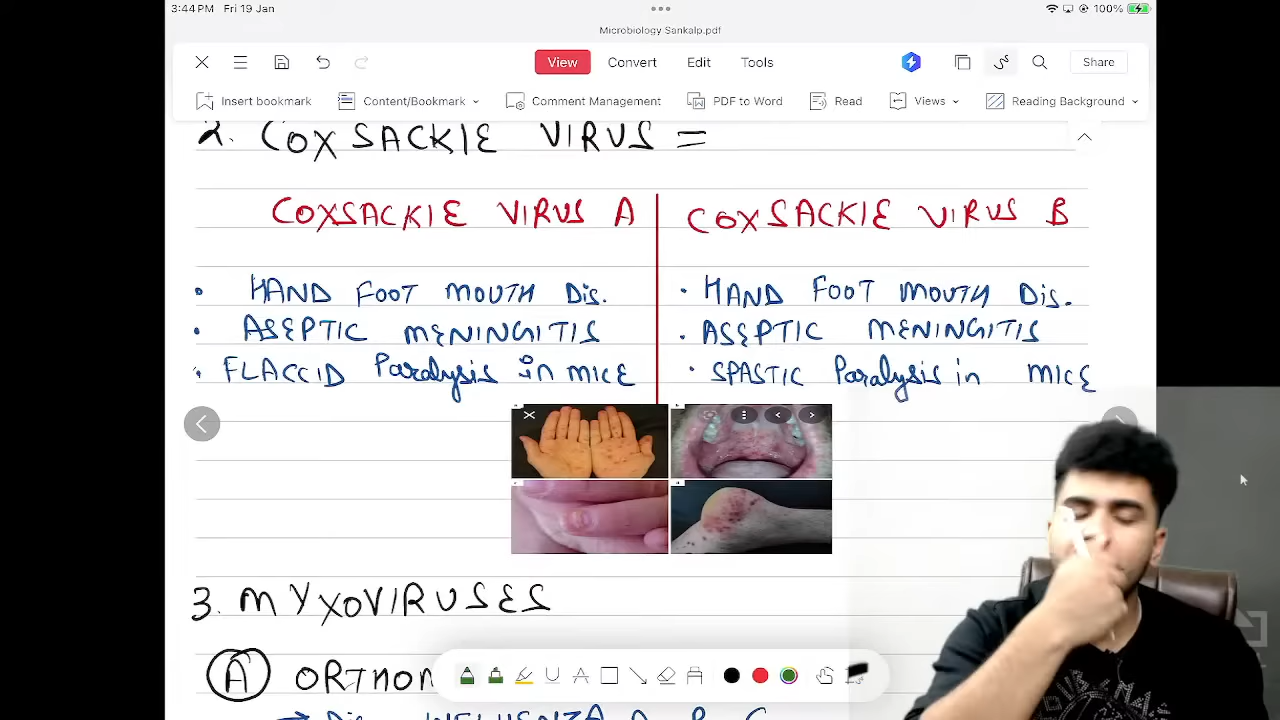 3:44 PM Fri 19 Jan
100%
Microbiology Sankalp.pdf
View Convert Edit Tools Share
Insert bookmark Content/Bookmark Comment Management PDF to Word Read Views Reading Background
2. COXSACKIE VIRUS =
COXSACKIE VIRUS A
COXSACKIE VIRUS B
• HAND FOOT MOUTH Dis.
• ASEPTIC MENINGITIS
• FLACCID Paralysis in MICE
• HAND FOOT MOUTH Dis.
• ASEPTIC MENINGITIS
• SPASTIC Paralysis in MICE
3. MYXOVIRUSES
A